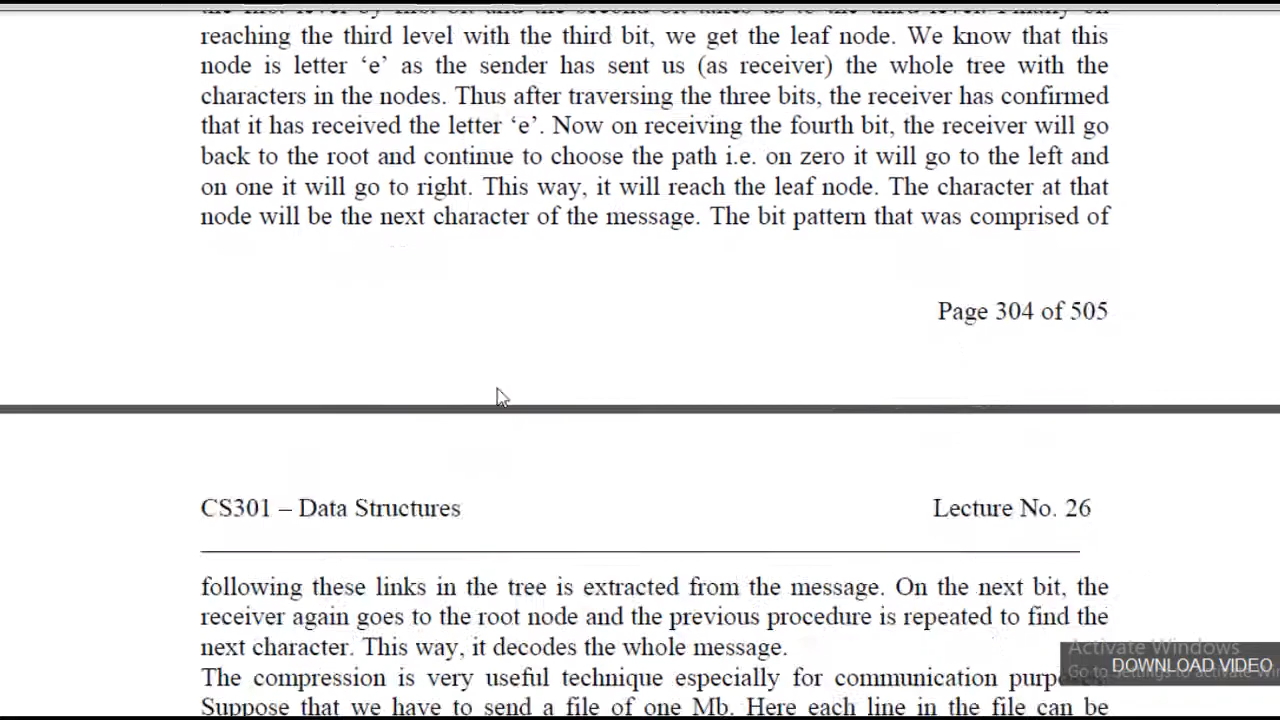 reaching the third level with the third bit, we get the leaf node. We know that this
node is letter ‘e’ as the sender has sent us (as receiver) the whole tree with the
characters in the nodes. Thus after traversing the three bits, the receiver has confirmed
that it has received the letter ‘e’. Now on receiving the fourth bit, the receiver will go
back to the root and continue to choose the path i.e. on zero it will go to the left and
on one it will go to right. This way, it will reach the leaf node. The character at that
node will be the next character of the message. The bit pattern that was comprised of
Page 304 of 505
CS301 – Data Structures Lecture No. 26
following these links in the tree is extracted from the message. On the next bit, the
receiver again goes to the root node and the previous procedure is repeated to find the
next character. This way, it decodes the whole message.
Activate Windows
DOWNLOAD VIDEO
The compression is very useful technique especially for communication
Suppose that we have to send a file of one Mb. Here each line in the file can be